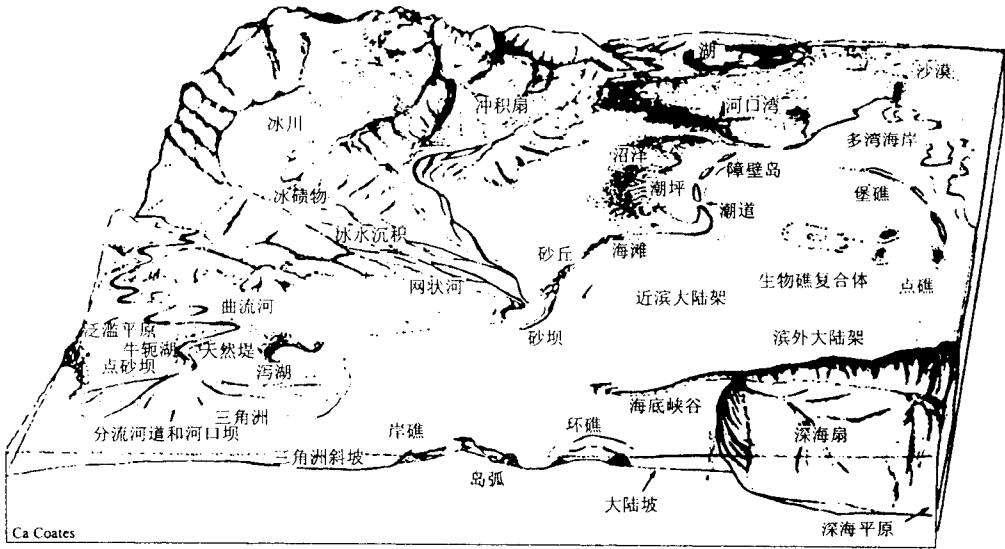 湖
沙漠
冲积扇
河口湾
冰川
多湾海岸
沼泽
障壁岛
潮坪
堡礁
冰碛物
潮道
冰水沉积
砂丘
海滩
网状河
生物礁复合体
点礁
近滨大陆架
曲流河
泛滥平原
砂坝
滨外大陆架
牛轭湖
天然堤
点砂坝
泻湖
三角洲
海底峡谷
分流河道和河口坝
岸礁
环礁
深海扇
三角洲斜坡
岛弧
大陆坡
深海平原
Ca Coates